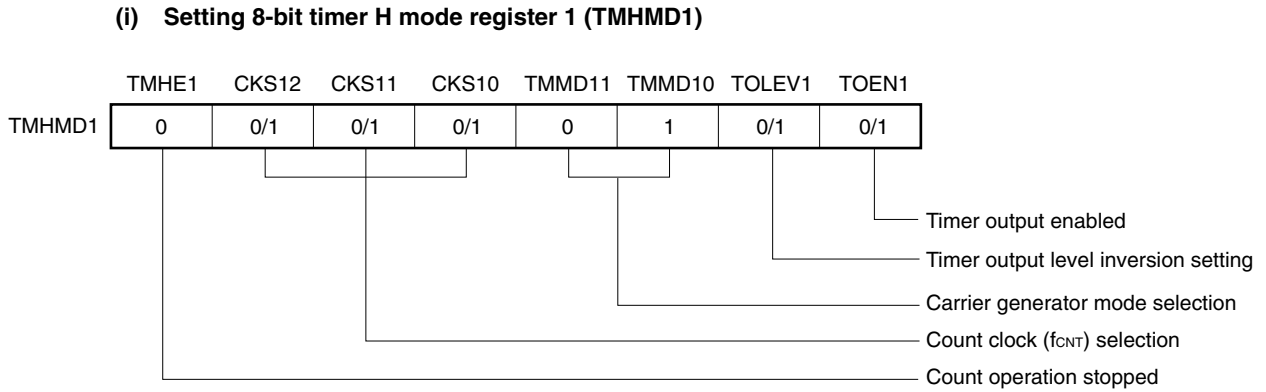 (i) Setting 8-bit timer H mode register 1 (TMHMD1)
TMHE1 CKS12 CKS11 CKS10 TMMD11 TMMD10 TOLEV1 TOEN1
TMHMD1 0 0/1 0/1 0/1 0 1 0/1 0/1
Timer output enabled
Timer output level inversion setting
Carrier generator mode selection
Count clock (fCNT) selection
Count operation stopped